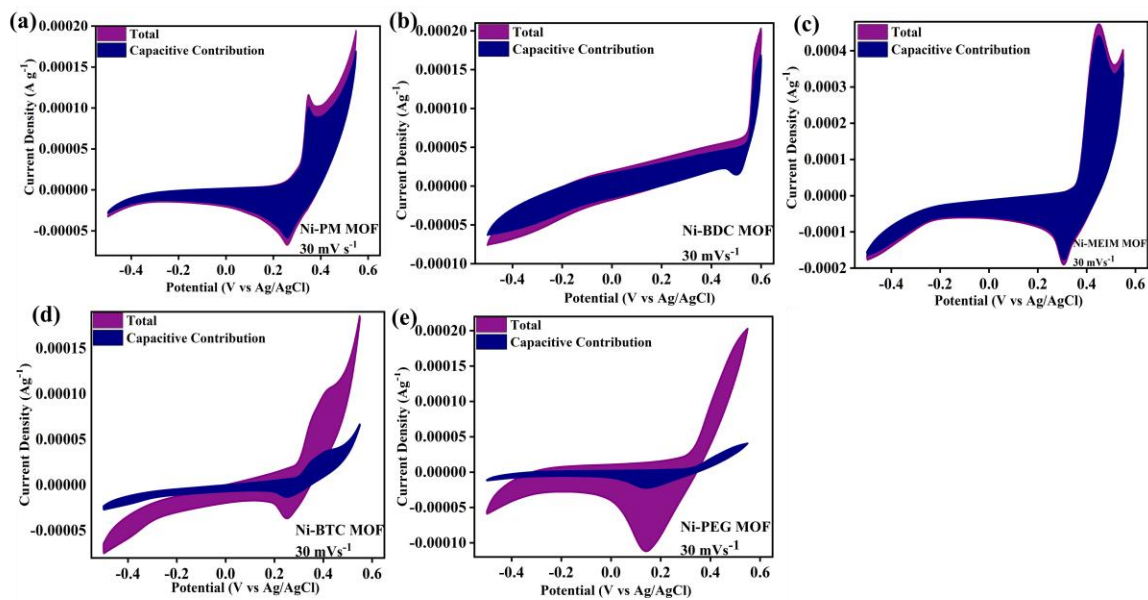 (a)
Total
Capacitive Contribution
0.00020
0.00015
0.00010
0.00005
0.00000
-0.00005
Current Density (A g-1)
Ni-PM MOF
30 mV s-1
-0.4 -0.2 0.0 0.2 0.4 0.6
Potential (V vs Ag/AgCl)
(b)
Total
Capacitive Contribution
0.00020
0.00015
0.00010
0.00005
0.00000
-0.00005
-0.00010
Current Density (Ag-1)
Ni-BDC MOF
30 mVs-1
-0.4 -0.2 0.0 0.2 0.4 0.6
Potential (V vs Ag/AgCl)
(c)
Total
Capacitive Contribution
0.0004
0.0003
0.0002
0.0001
0.0000
-0.0001
-0.0002
Current Density (Ag-1)
Ni-MEIM MOF
30 mVs-1
-0.4 -0.2 0.0 0.2 0.4 0.6
Potential (V vs Ag/AgCl)
(d)
Total
Capacitive Contribution
0.00015
0.00010
0.00005
0.00000
-0.00005
Current Density (Ag-1)
Ni-BTC MOF
30 mVs-1
-0.4 -0.2 0.0 0.2 0.4 0.6
Potential (V vs Ag/AgCl)
(e)
Total
Capacitive Contribution
0.00020
0.00015
0.00010
0.00005
0.00000
-0.00005
-0.00010
Current Density (Ag-1)
Ni-PEG MOF
30 mVs-1
-0.4 -0.2 0.0 0.2 0.4 0.6
Potential (V vs Ag/AgCl)